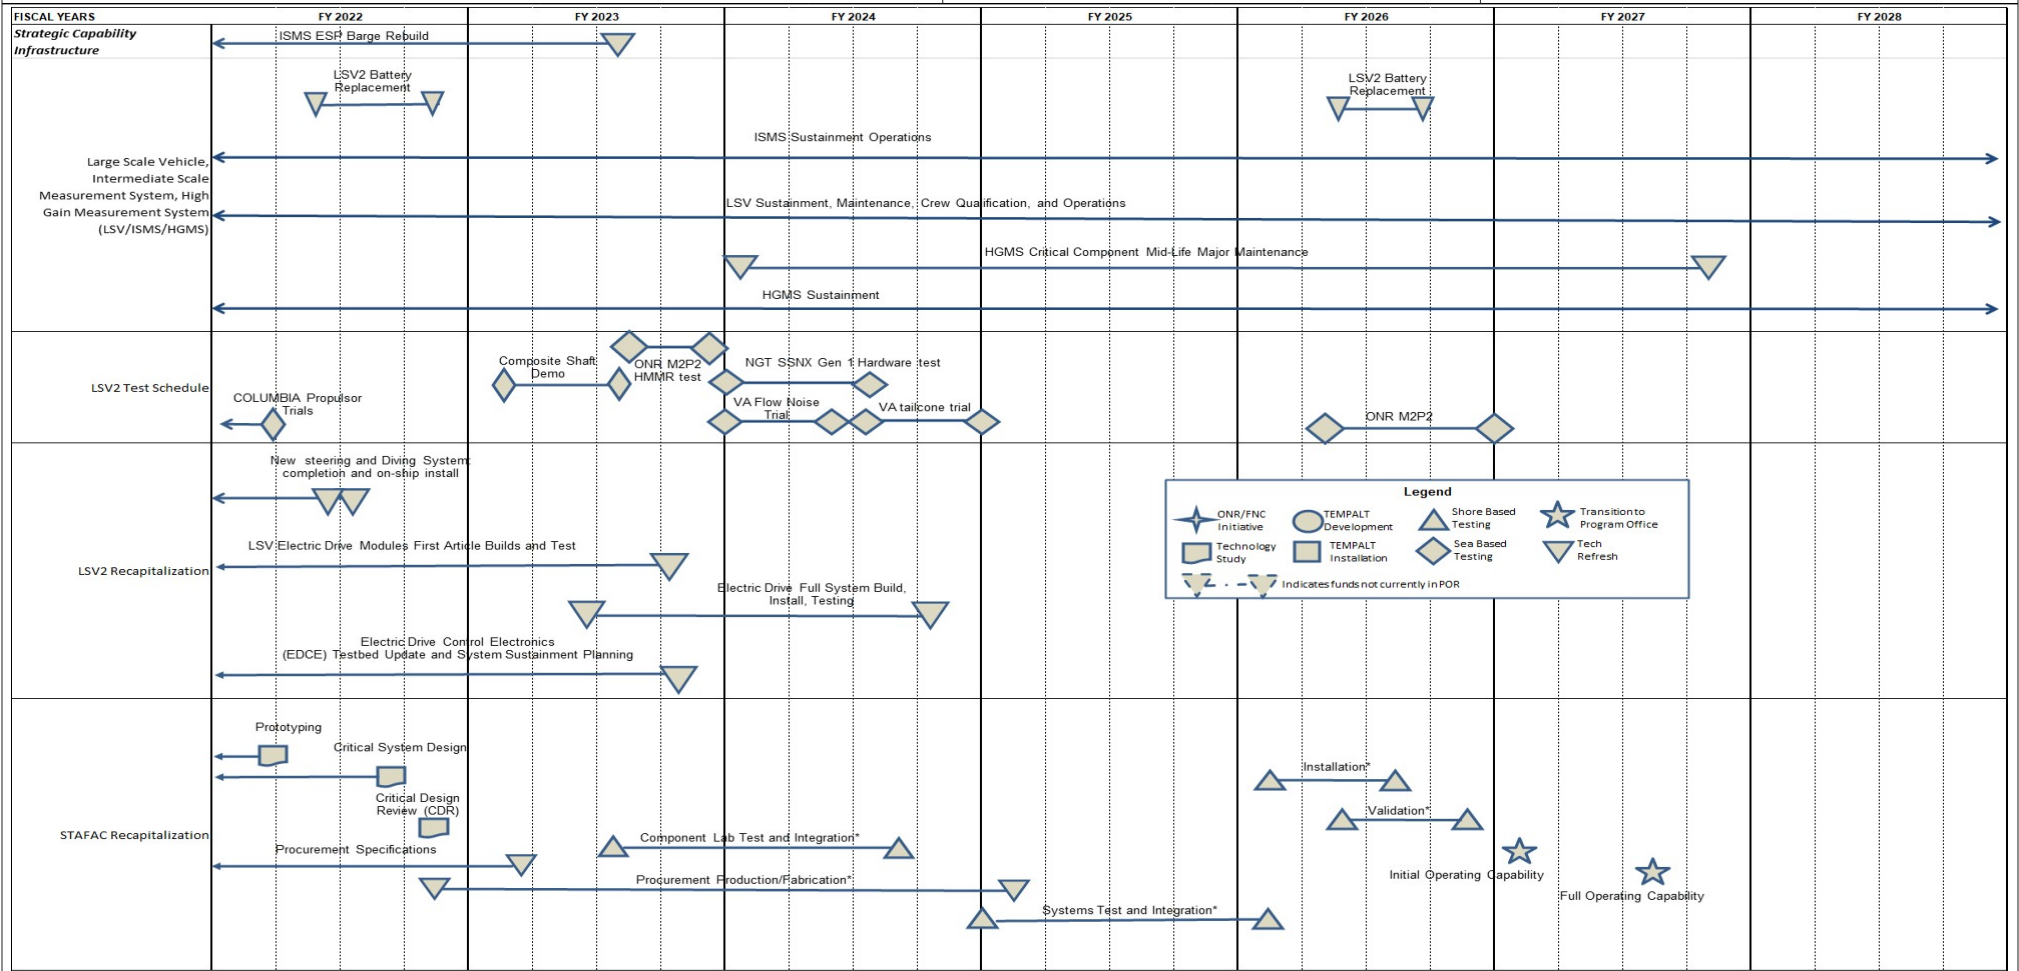 FISCAL YEARS FY 2022 FY 2023 FY 2024 FY 2025 FY 2026 FY 2027 FY 2028
Strategic Capability
Infrastructure
ISMS ESP Barge Rebuild
LSV2 Battery
Replacement
LSV2 Battery
Replacement
ISMS Sustainment Operations
Large Scale Vehicle,
Intermediate Scale
Measurement System, High
Gain Measurement System
(LSV/ISMS/HGMS)
LSV Sustainment, Maintenance, Crew Qualification, and Operations
HGMS Critical Component Mid-Life Major Maintenance
HGMS Sustainment
LSV2 Test Schedule
COLUMBIA Propulsor
Trials
Composite Shaft
Demo
ONR M2P2
HMMR test
NGT SSNX Gen 1 Hardware test
VA Flow Noise
Trial
VA tailcone trial
ONR M2P2
LSV2 Recapitalization
New steering and Diving System
completion and on-ship install
LSV Electric Drive Modules First Article Builds and Test
Electric Drive Full System Build,
Install, Testing
Electric Drive Control Electronics
(EDCE) Testbed Update and System Sustainment Planning
Legend
ONR/FNC
Initiative
TEMPALT
Development
Shore Based
Testing
Transition to
Program Office
Technology
Study
TEMPALT
Installation
Sea Based
Testing
Tech
Refresh
Indicates funds not currently in POR
STAFAC Recapitalization
Prototyping
Critical System Design
Critical Design
Review (CDR)
Procurement Specifications
Component Lab Test and Integration*
Procurement Production/Fabrication*
Systems Test and Integration*
Installation*
Validation*
Initial Operating Capability
Full Operating Capability